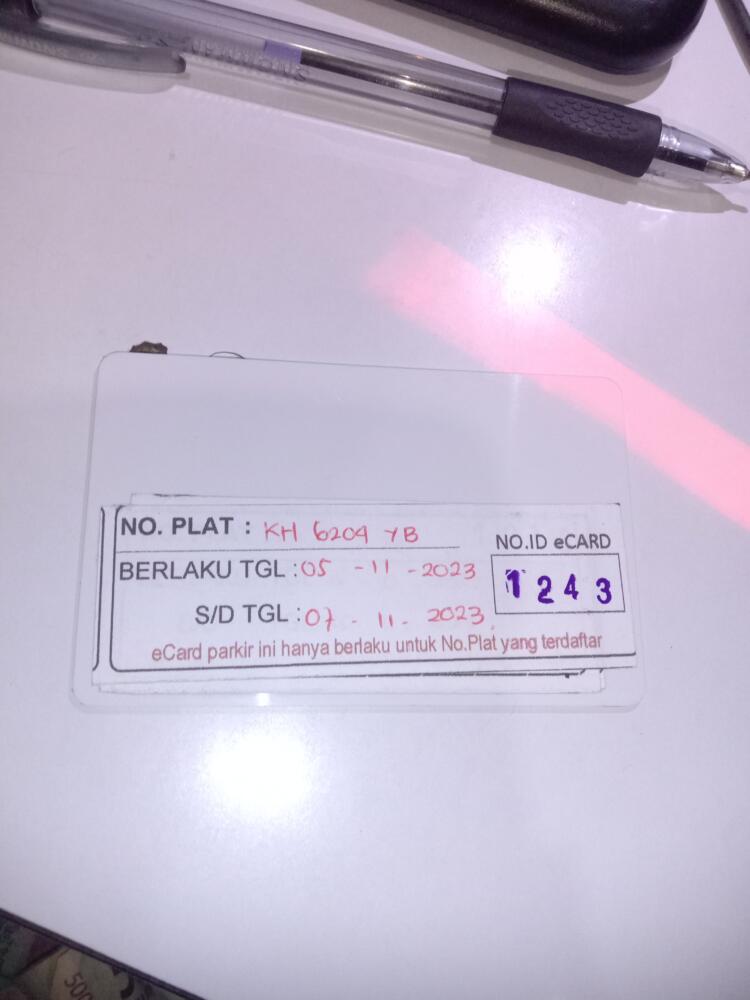 NO. PLAT : KH 6204 YB
BERLAKU TGL : 05 - 11 - 2023
S/D TGL : 07 - 11 - 2023
NO.ID eCARD
1243
eCard parkir ini hanya berlaku untuk No.Plat yang terdaftar